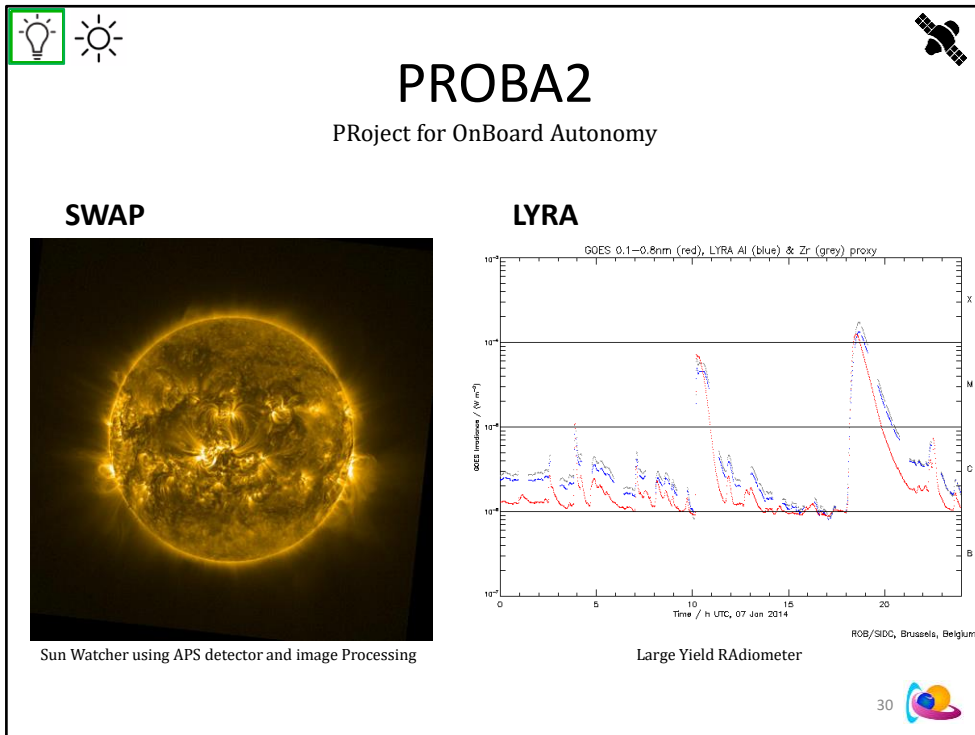 PROBA2
PRoject for OnBoard Autonomy
SWAP
LYRA
GOES 0.1-0.8nm (red), LYRA Al (blue) & Zr (grey) proxy
10⁻³
10⁻⁴
10⁻⁵
10⁻⁶
10⁻⁷
GOES Irradiance / (W m⁻²)
X
M
C
B
0 5 10 15 20
Time / h UTC, 07 Jan 2014
ROB/SIDC, Brussels, Belgium
Sun Watcher using APS detector and image Processing
Large Yield RAdiometer
30